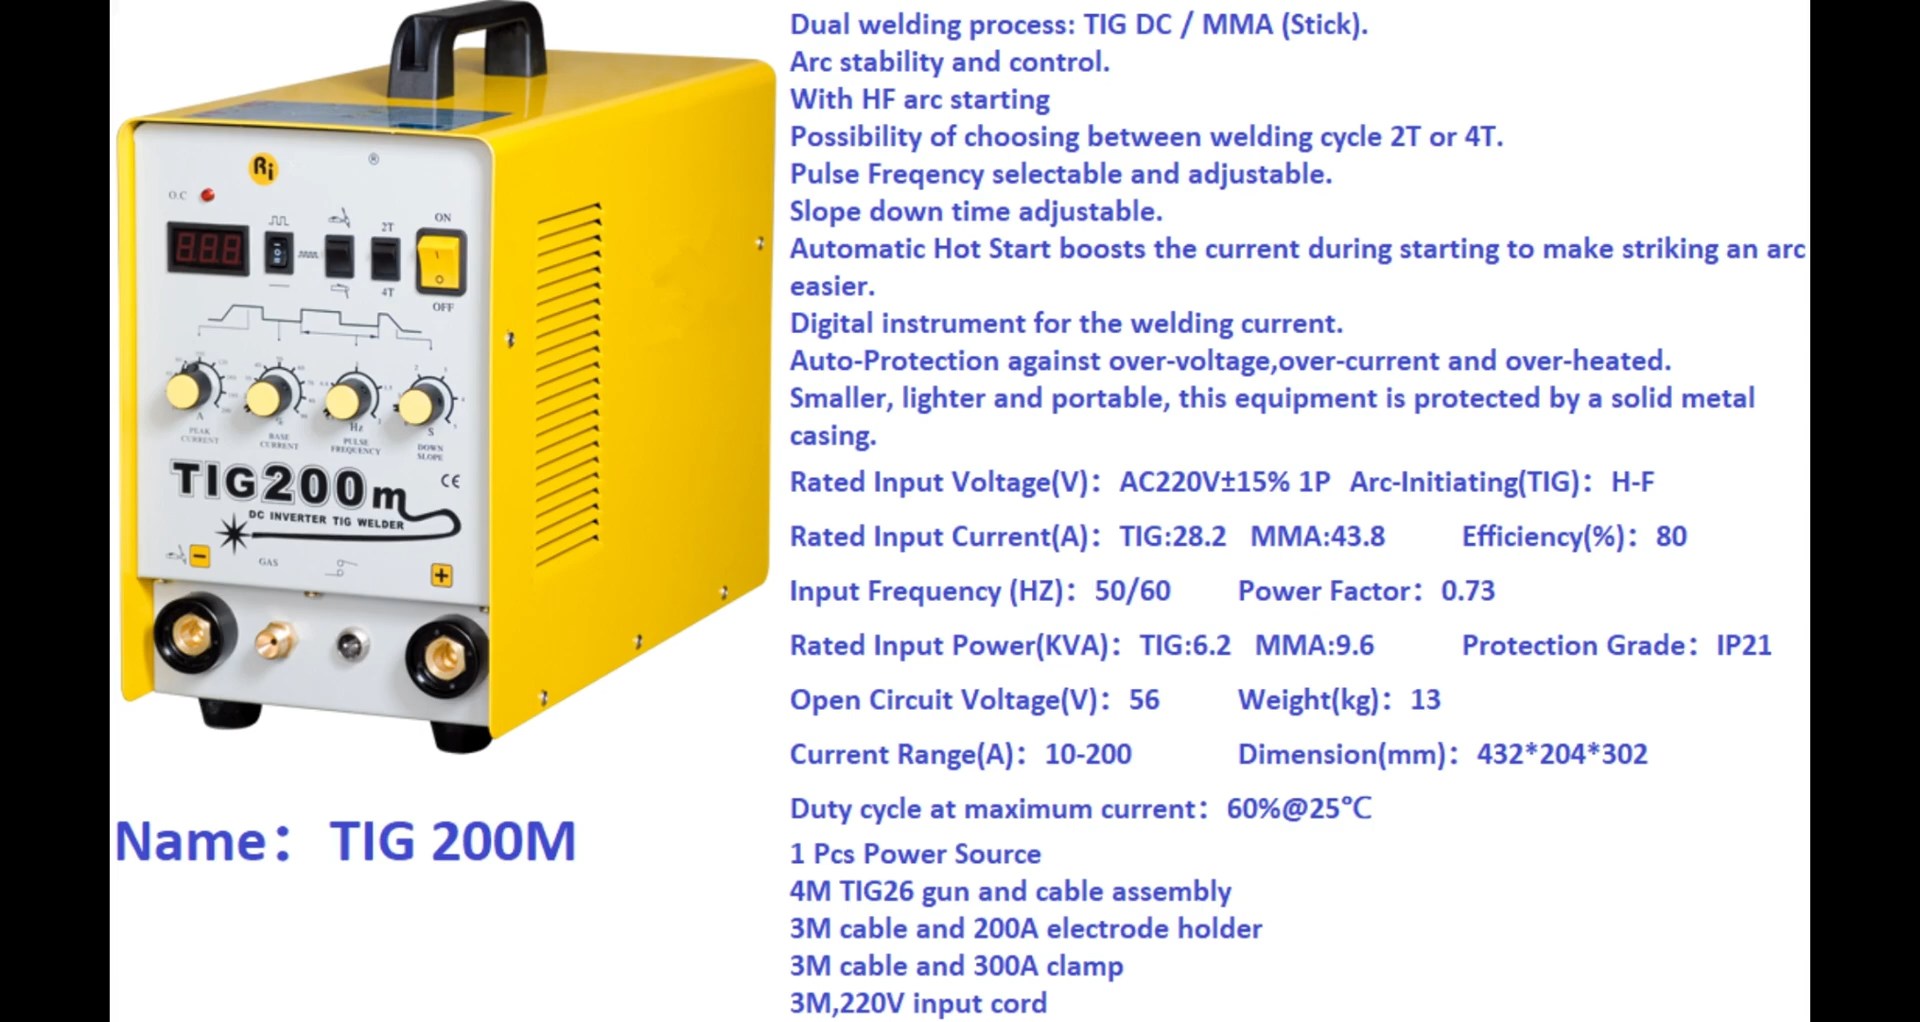 Ri
®
O.C
ON
2T
4T
OFF
A
Hz
S
PEAK CURRENT
BASE CURRENT
PULSE FREQUENCY
DOWN SLOPE
TIG200m
CE
DC INVERTER TIG WELDER
−
GAS
+
Name：TIG 200M
Dual welding process: TIG DC / MMA (Stick).
Arc stability and control.
With HF arc starting
Possibility of choosing between welding cycle 2T or 4T.
Pulse Freqency selectable and adjustable.
Slope down time adjustable.
Automatic Hot Start boosts the current during starting to make striking an arc
easier.
Digital instrument for the welding current.
Auto-Protection against over-voltage,over-current and over-heated.
Smaller, lighter and portable, this equipment is protected by a solid metal
casing.
Rated Input Voltage(V)：AC220V±15% 1P Arc-Initiating(TIG)：H-F
Rated Input Current(A)：TIG:28.2 MMA:43.8 Efficiency(%)：80
Input Frequency (HZ)：50/60 Power Factor：0.73
Rated Input Power(KVA)：TIG:6.2 MMA:9.6 Protection Grade：IP21
Open Circuit Voltage(V)：56 Weight(kg)：13
Current Range(A)：10-200 Dimension(mm)：432*204*302
Duty cycle at maximum current：60%@25℃
1 Pcs Power Source
4M TIG26 gun and cable assembly
3M cable and 200A electrode holder
3M cable and 300A clamp
3M,220V input cord